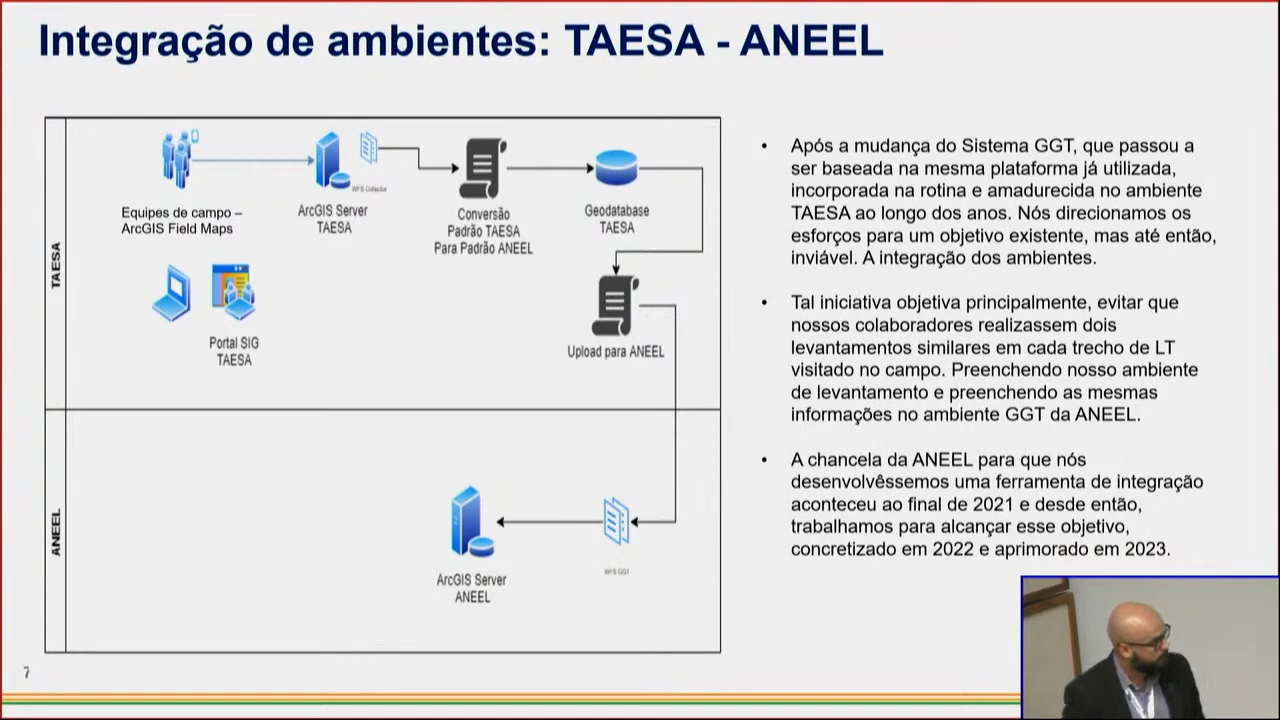 Integração de ambientes: TAESA - ANEEL
TAESA
Equipes de campo –
ArcGIS Field Maps
ArcGIS Server
TAESA
WFS Coletor
Conversão
Padrão TAESA
Para Padrão ANEEL
Geodatabase
TAESA
Portal SIG
TAESA
Upload para ANEEL
ANEEL
ArcGIS Server
ANEEL
WFS GGT
• Após a mudança do Sistema GGT, que passou a
ser baseada na mesma plataforma já utilizada,
incorporada na rotina e amadurecida no ambiente
TAESA ao longo dos anos. Nós direcionamos os
esforços para um objetivo existente, mas até então,
inviável. A integração dos ambientes.
• Tal iniciativa objetiva principalmente, evitar que
nossos colaboradores realizassem dois
levantamentos similares em cada trecho de LT
visitado no campo. Preenchendo nosso ambiente
de levantamento e preenchendo as mesmas
informações no ambiente GGT da ANEEL.
• A chancela da ANEEL para que nós
desenvolvêssemos uma ferramenta de integração
aconteceu ao final de 2021 e desde então,
trabalhamos para alcançar esse objetivo,
concretizado em 2022 e aprimorado em 2023.
7